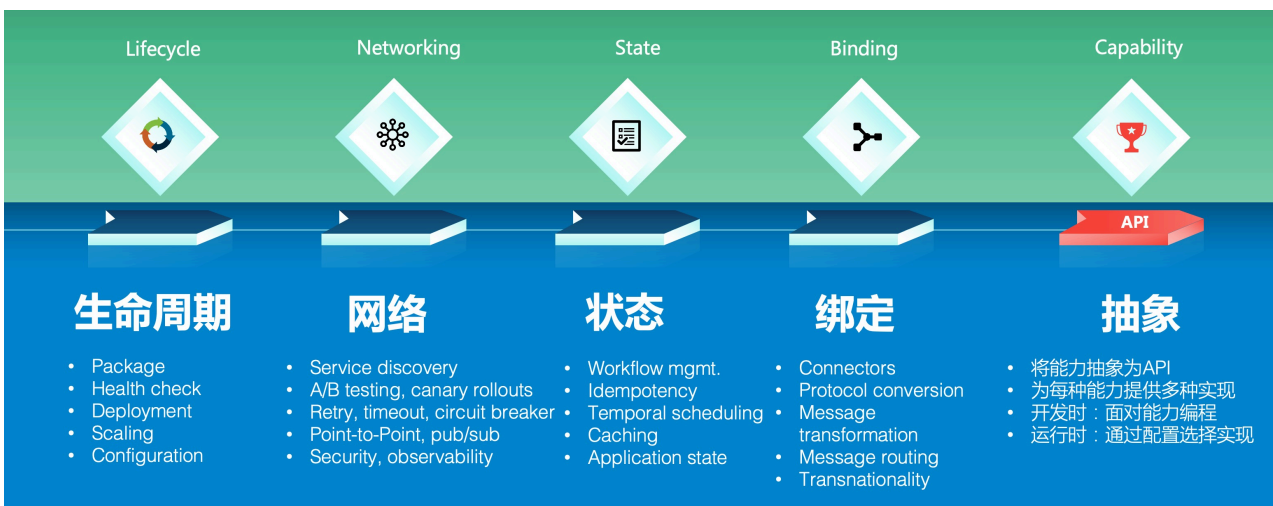 Lifecycle
Networking
State
Binding
Capability
API
生命周期
• Package
• Health check
• Deployment
• Scaling
• Configuration
网络
• Service discovery
• A/B testing, canary rollouts
• Retry, timeout, circuit breaker
• Point-to-Point, pub/sub
• Security, observability
状态
• Workflow mgmt.
• Idempotency
• Temporal scheduling
• Caching
• Application state
绑定
• Connectors
• Protocol conversion
• Message
transformation
• Message routing
• Transnationality
抽象
• 将能力抽象为API
• 为每种能力提供多种实现
• 开发时：面对能力编程
• 运行时：通过配置选择实现